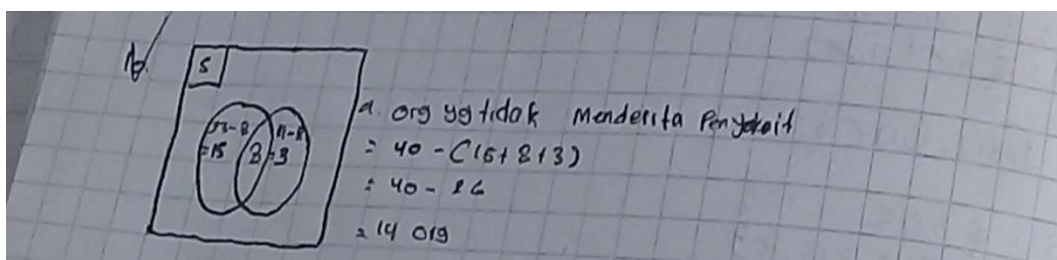 S
23-8
=15
8
11-8
=3
a. org yg tidak Menderita Penyakit
= 40 - (15+8+3)
= 40 - 26
= 14 org